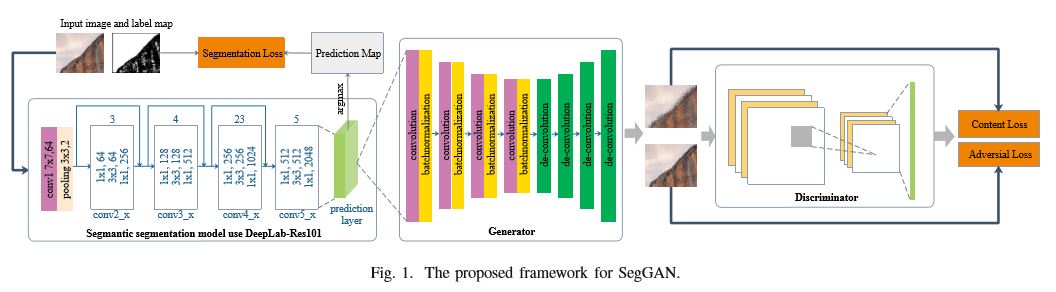 Input image and label map
Segmentation Loss
Prediction Map
argmax
conv1 7x7,64
pooling 3x3,2
3
1x1, 64
3x3, 64
1x1, 256
conv2_x
4
1x1, 128
3x3, 128
1x1, 512
conv3_x
23
1x1, 256
3x3, 256
1x1, 1024
conv4_x
5
1x1, 512
3x3, 512
1x1, 2048
conv5_x
prediction
layer
Segmantic segmentation model use DeepLab-Res101
convolution
batchnormalization
convolution
batchnormalization
convolution
batchnormalization
convolution
batchnormalization
de-convolution
de-convolution
de-convolution
de-convolution
Generator
Discriminator
Content Loss
Adversial Loss
Fig. 1. The proposed framework for SegGAN.